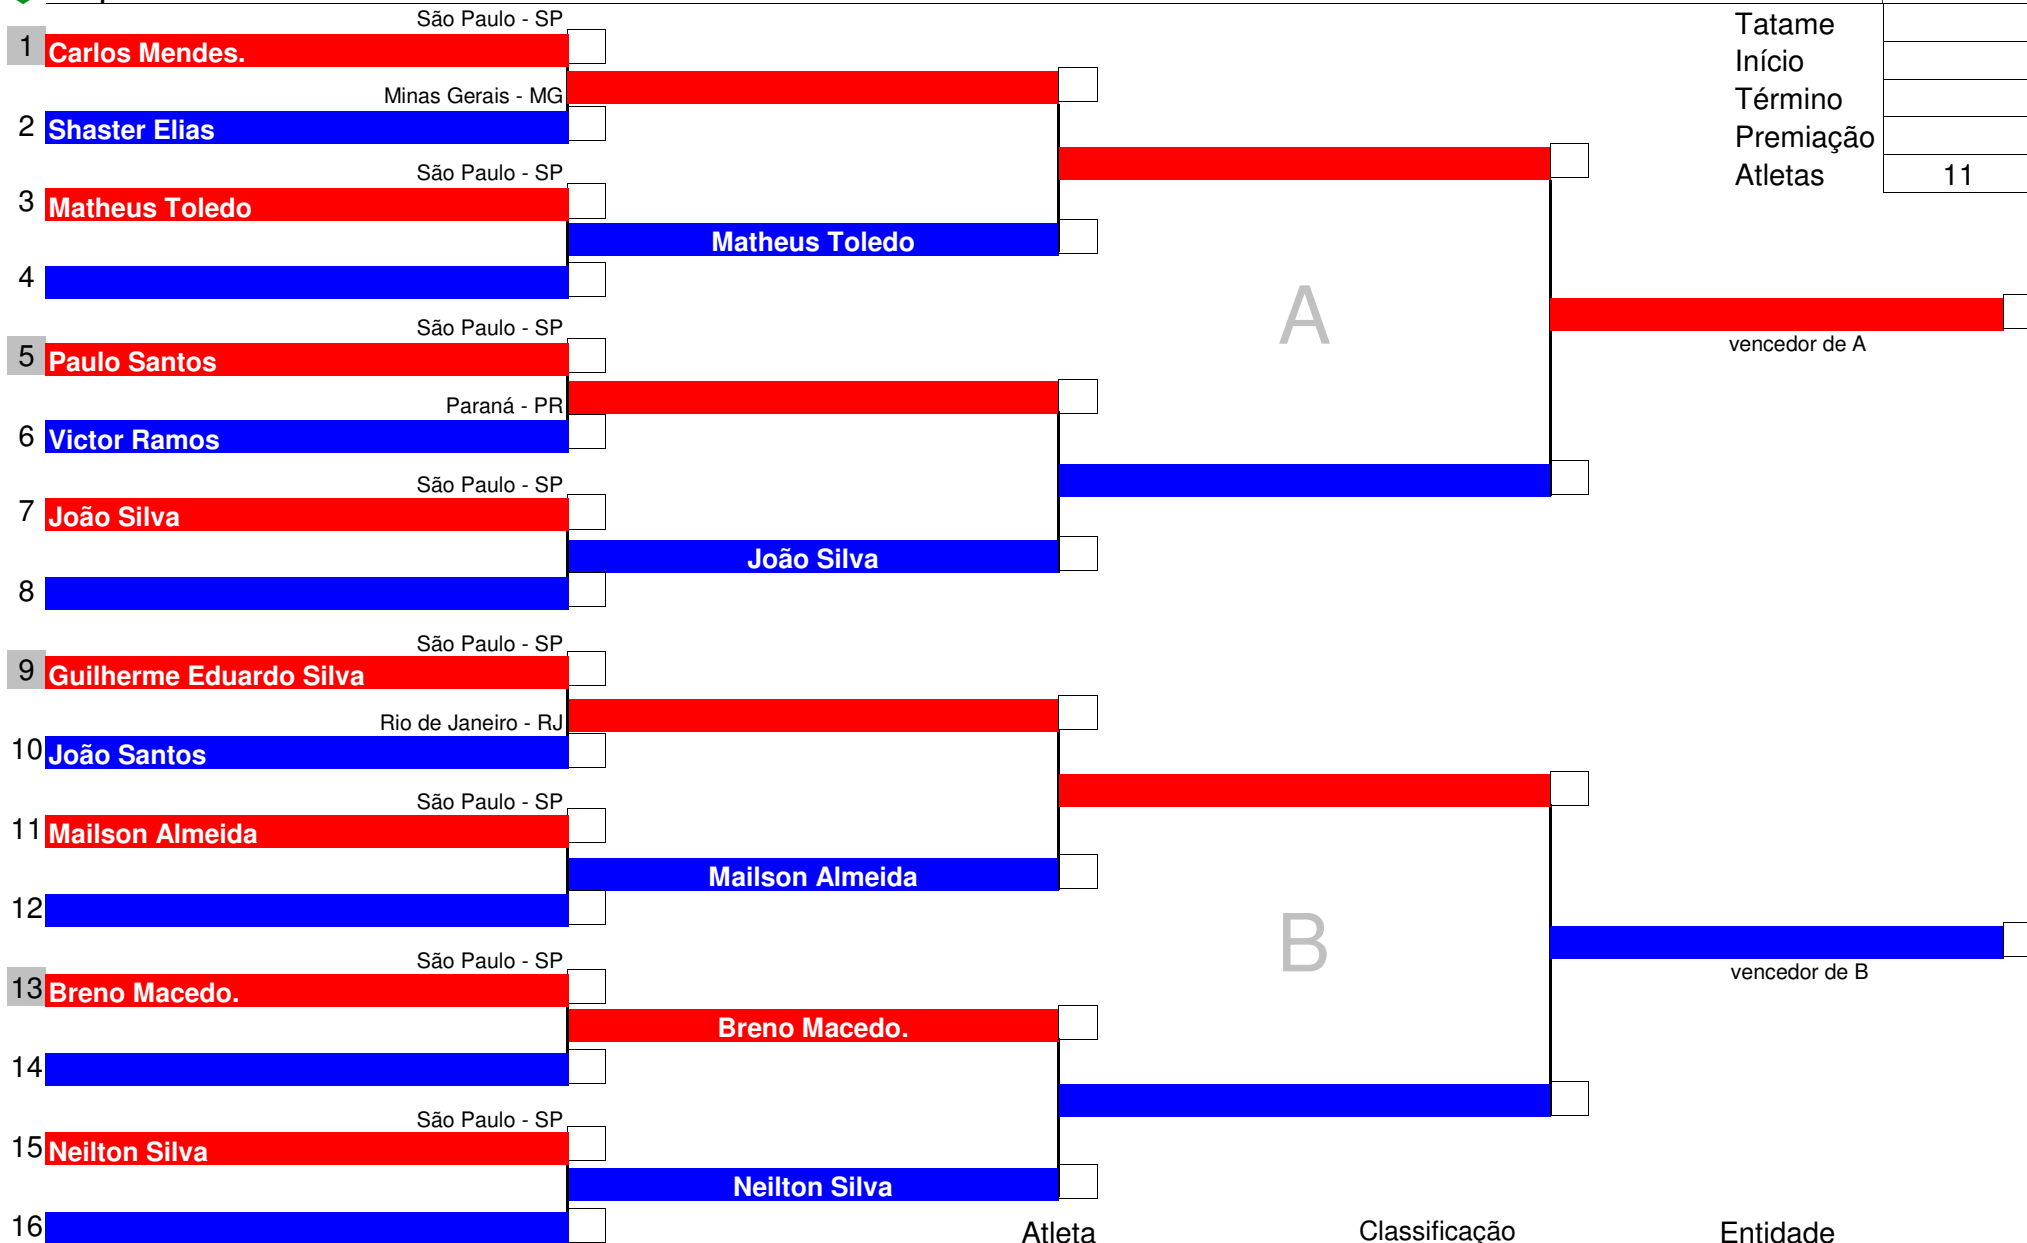 São Paulo - SP
1 Carlos Mendes.
Minas Gerais - MG
2 Shaster Elias
São Paulo - SP
3 Matheus Toledo
Matheus Toledo
4
São Paulo - SP
5 Paulo Santos
Paraná - PR
6 Victor Ramos
São Paulo - SP
7 João Silva
João Silva
8
São Paulo - SP
9 Guilherme Eduardo Silva
Rio de Janeiro - RJ
10 João Santos
São Paulo - SP
11 Mailson Almeida
Mailson Almeida
12
São Paulo - SP
13 Breno Macedo.
Breno Macedo.
14
São Paulo - SP
15 Neilton Silva
Neilton Silva
16
A
B
vencedor de A
vencedor de B
Tatame
Início
Término
Premiação
Atletas 11
Atleta Classificação Entidade